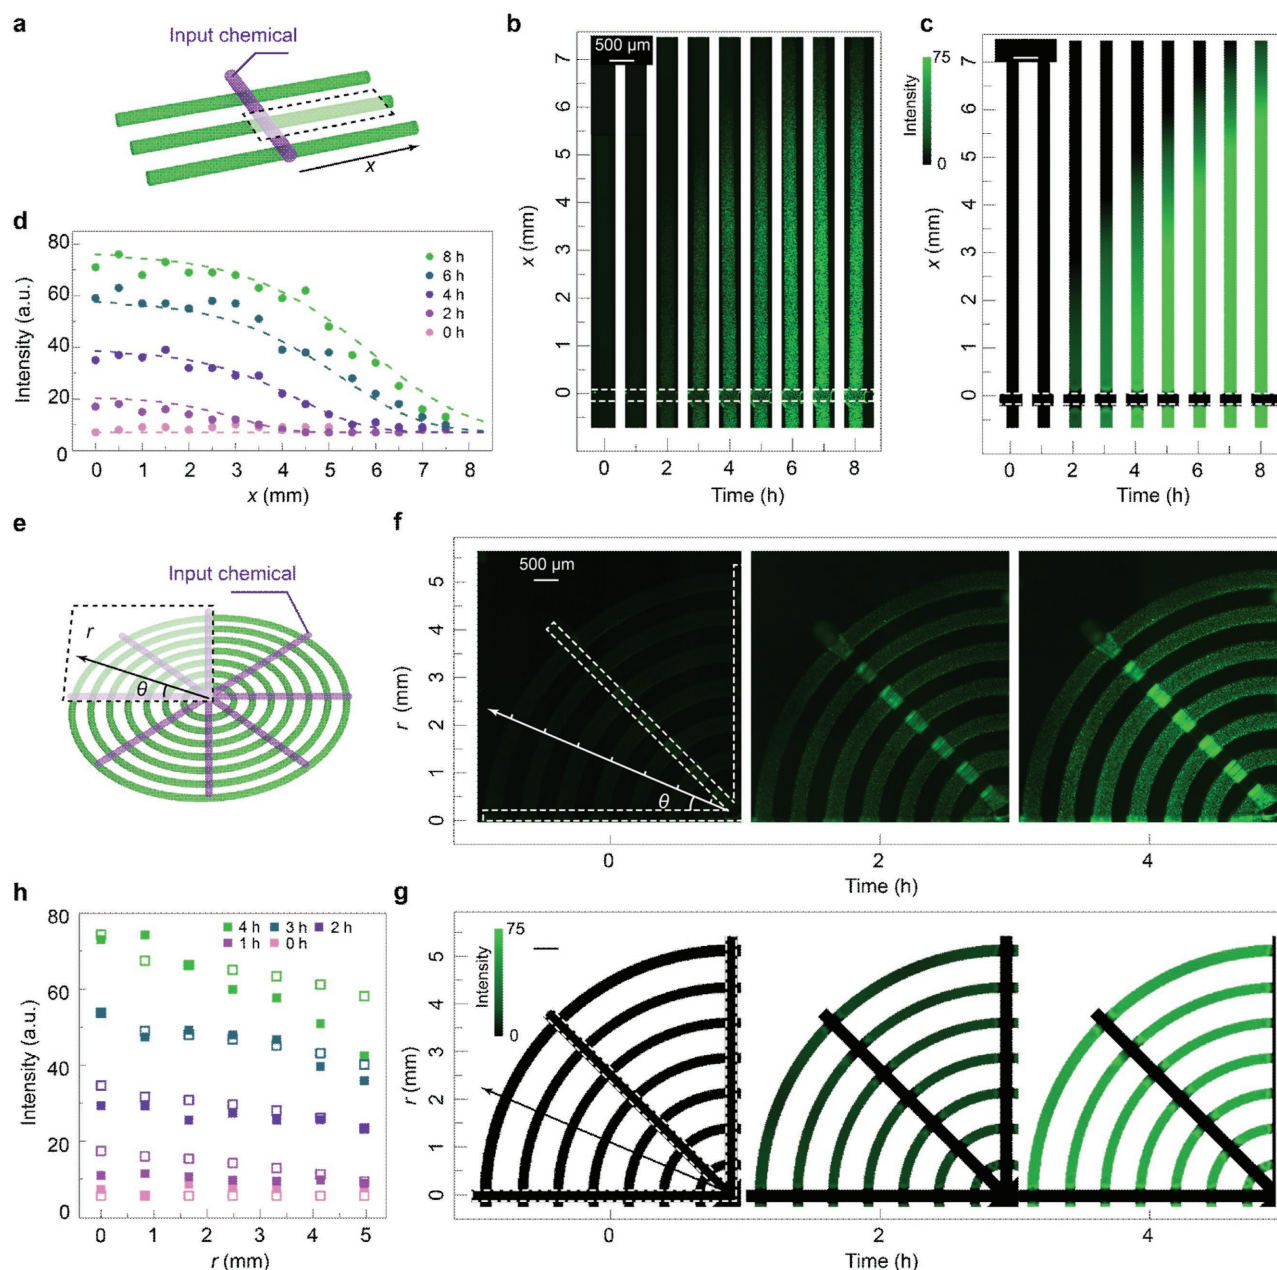 a
Input chemical
x
b
500 µm
7
6
5
4
3
2
1
0
x (mm)
0 2 4 6 8
Time (h)
c
75
Intensity
0
7
6
5
4
3
2
1
0
x (mm)
0 2 4 6 8
Time (h)
d
80
60
40
20
0
Intensity (a.u.)
8 h
6 h
4 h
2 h
0 h
0 1 2 3 4 5 6 7 8
x (mm)
e
Input chemical
r
θ
f
500 µm
5
4
3
2
1
0
r (mm)
θ
0 2 4
Time (h)
h
80
60
40
20
0
Intensity (a.u.)
4 h 3 h 2 h
1 h 0 h
0 1 2 3 4 5
r (mm)
g
75
Intensity
0
5
4
3
2
1
0
r (mm)
0 2 4
Time (h)